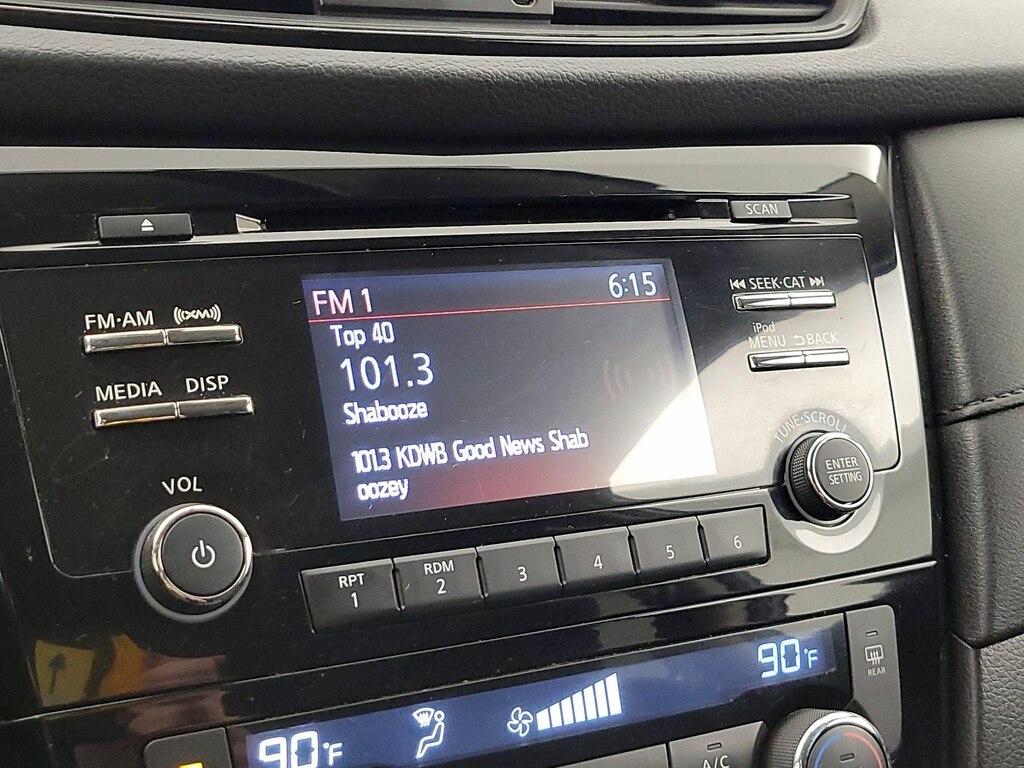 SCAN
FM 1 6:15
SEEK·CAT
FM·AM ((XM))
Top 40
iPod
MENU BACK
101.3
MEDIA DISP
Shabooze
TUNE·SCROLL
101.3 KDWB Good News Shab
oozey
ENTER
SETTING
VOL
RPT
1
RDM
2
3
4
5
6
90°F
REAR
90°F
A/C